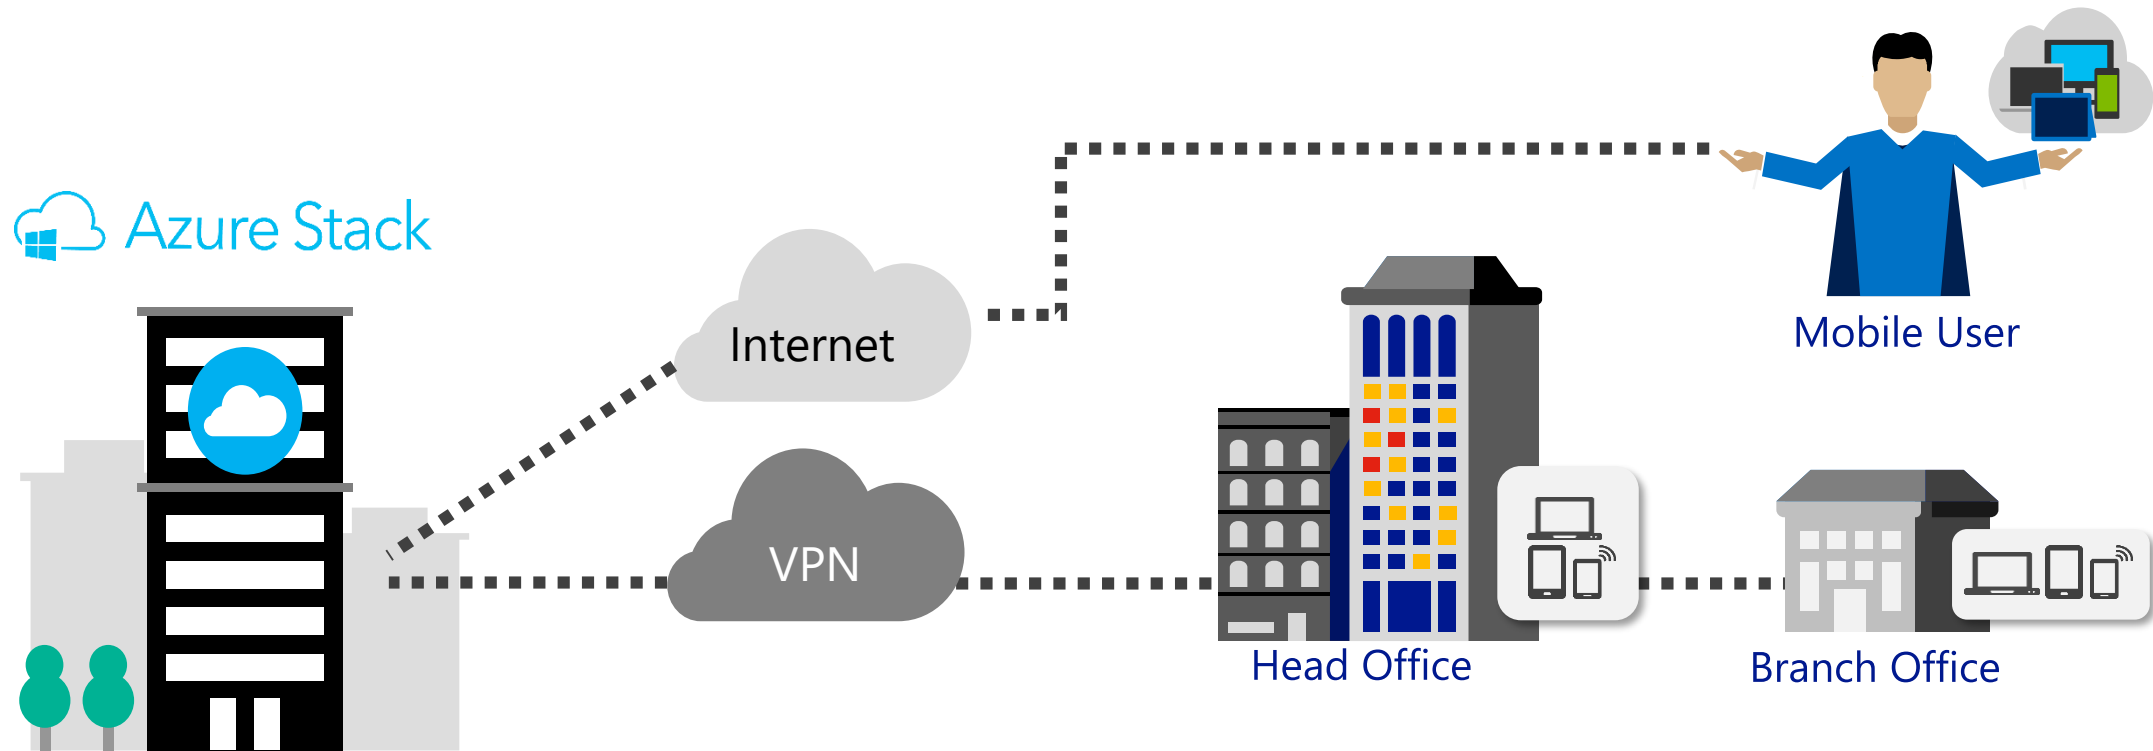 Azure Stack
Internet
Mobile User
VPN
Head Office
Branch Office